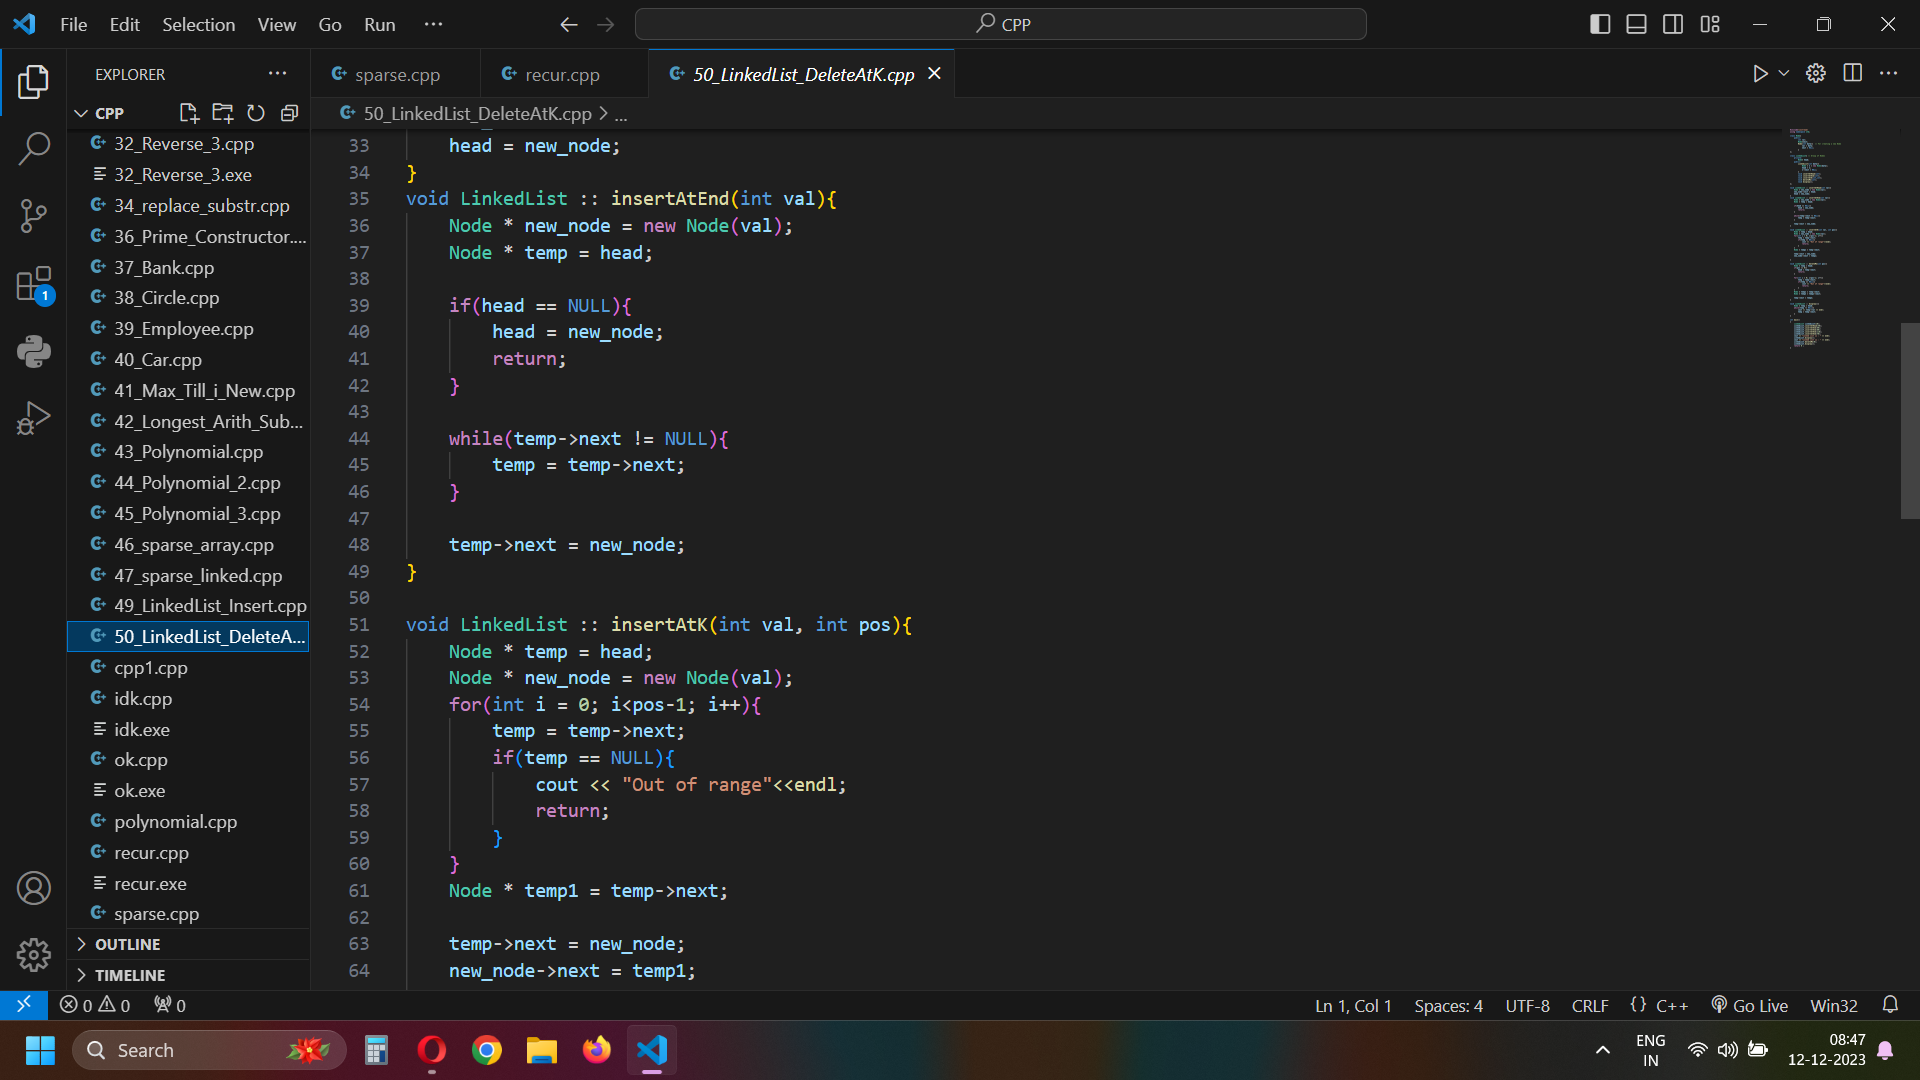 File Edit Selection View Go Run ···
CPP
EXPLORER
sparse.cpp recur.cpp 50_LinkedList_DeleteAtK.cpp
CPP
50_LinkedList_DeleteAtK.cpp > ...
32_Reverse_3.cpp
32_Reverse_3.exe
34_replace_substr.cpp
36_Prime_Constructor....
37_Bank.cpp
38_Circle.cpp
39_Employee.cpp
40_Car.cpp
41_Max_Till_i_New.cpp
42_Longest_Arith_Sub...
43_Polynomial.cpp
44_Polynomial_2.cpp
45_Polynomial_3.cpp
46_sparse_array.cpp
47_sparse_linked.cpp
49_LinkedList_Insert.cpp
50_LinkedList_DeleteA...
cpp1.cpp
idk.cpp
idk.exe
ok.cpp
ok.exe
polynomial.cpp
recur.cpp
recur.exe
sparse.cpp
OUTLINE
TIMELINE
33 head = new_node;
34 }
35 void LinkedList :: insertAtEnd(int val){
36 Node * new_node = new Node(val);
37 Node * temp = head;
38
39 if(head == NULL){
40 head = new_node;
41 return;
42 }
43
44 while(temp->next != NULL){
45 temp = temp->next;
46 }
47
48 temp->next = new_node;
49 }
50
51 void LinkedList :: insertAtK(int val, int pos){
52 Node * temp = head;
53 Node * new_node = new Node(val);
54 for(int i = 0; i<pos-1; i++){
55 temp = temp->next;
56 if(temp == NULL){
57 cout << "Out of range"<<endl;
58 return;
59 }
60 }
61 Node * temp1 = temp->next;
62
63 temp->next = new_node;
64 new_node->next = temp1;
1
0 0 0
Ln 1, Col 1 Spaces: 4 UTF-8 CRLF {} C++ Go Live Win32
Search
ENG
IN
08:47
12-12-2023